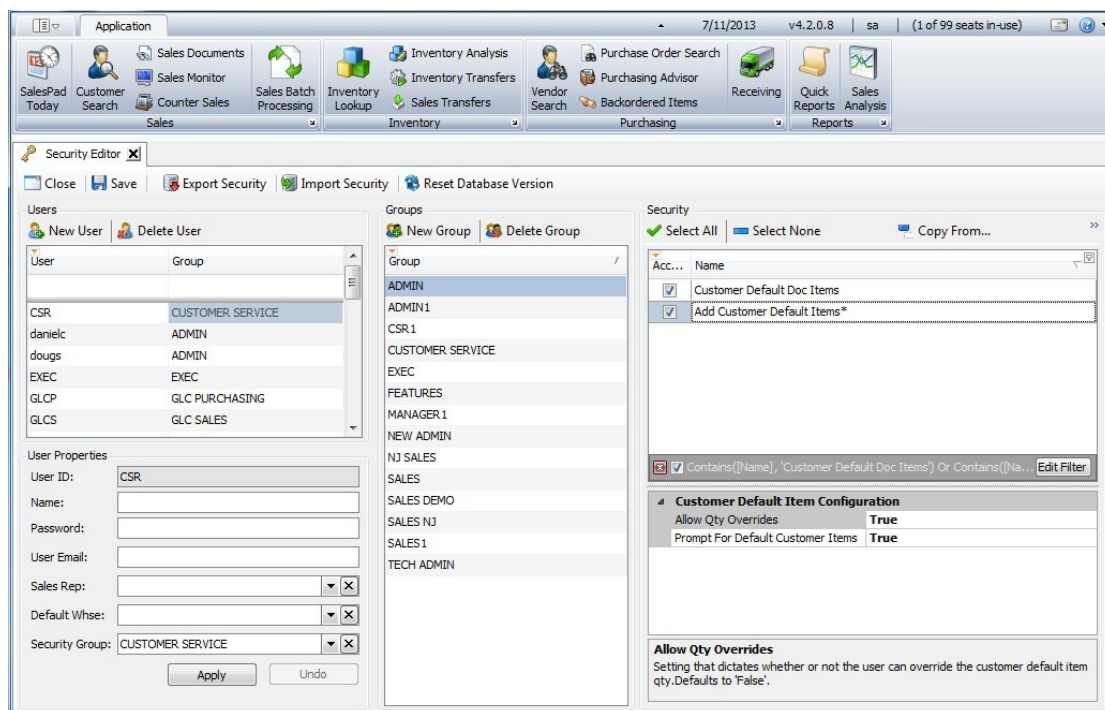 Application
7/11/2013 v4.2.0.8 sa (1 of 99 seats in-use)
SalesPad Today
Customer Search
Sales Documents
Sales Monitor
Counter Sales
Sales Batch Processing
Sales
Inventory Lookup
Inventory Analysis
Inventory Transfers
Sales Transfers
Inventory
Vendor Search
Purchase Order Search
Purchasing Advisor
Backordered Items
Receiving
Purchasing
Quick Reports
Sales Analysis
Reports
Security Editor
Close Save Export Security Import Security Reset Database Version
Users
New User Delete User
User Group
CSR CUSTOMER SERVICE
danielc ADMIN
dougs ADMIN
EXEC EXEC
GLCP GLC PURCHASING
GLCS GLC SALES
User Properties
User ID: CSR
Name:
Password:
User Email:
Sales Rep:
Default Whse:
Security Group: CUSTOMER SERVICE
Apply Undo
Groups
New Group Delete Group
Group
ADMIN
ADMIN1
CSR1
CUSTOMER SERVICE
EXEC
FEATURES
MANAGER1
NEW ADMIN
NJ SALES
SALES
SALES DEMO
SALES NJ
SALES1
TECH ADMIN
Security
Select All Select None Copy From...
Acc... Name
Customer Default Doc Items
Add Customer Default Items*
Contains([Name], 'Customer Default Doc Items') Or Contains([Na... Edit Filter
Customer Default Item Configuration
Allow Qty Overrides True
Prompt For Default Customer Items True
Allow Qty Overrides
Setting that dictates whether or not the user can override the customer default item
qty.Defaults to 'False'.